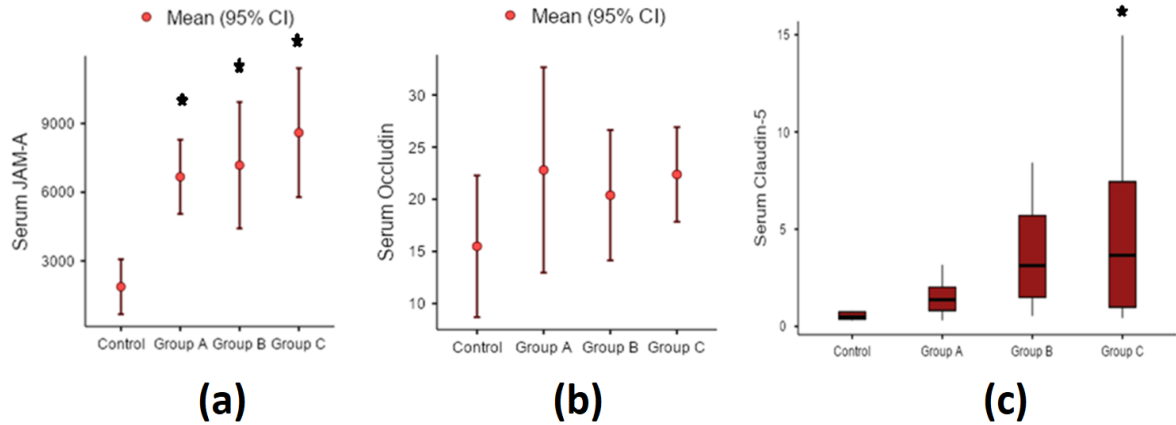 Mean (95% CI)
Serum JAM-A
9000
6000
3000
Control Group A Group B Group C
(a)
Mean (95% CI)
Serum Occludin
30
25
20
15
10
Control Group A Group B Group C
(b)
Serum Claudin-5
15
10
5
0
Control Group A Group B Group C
(c)